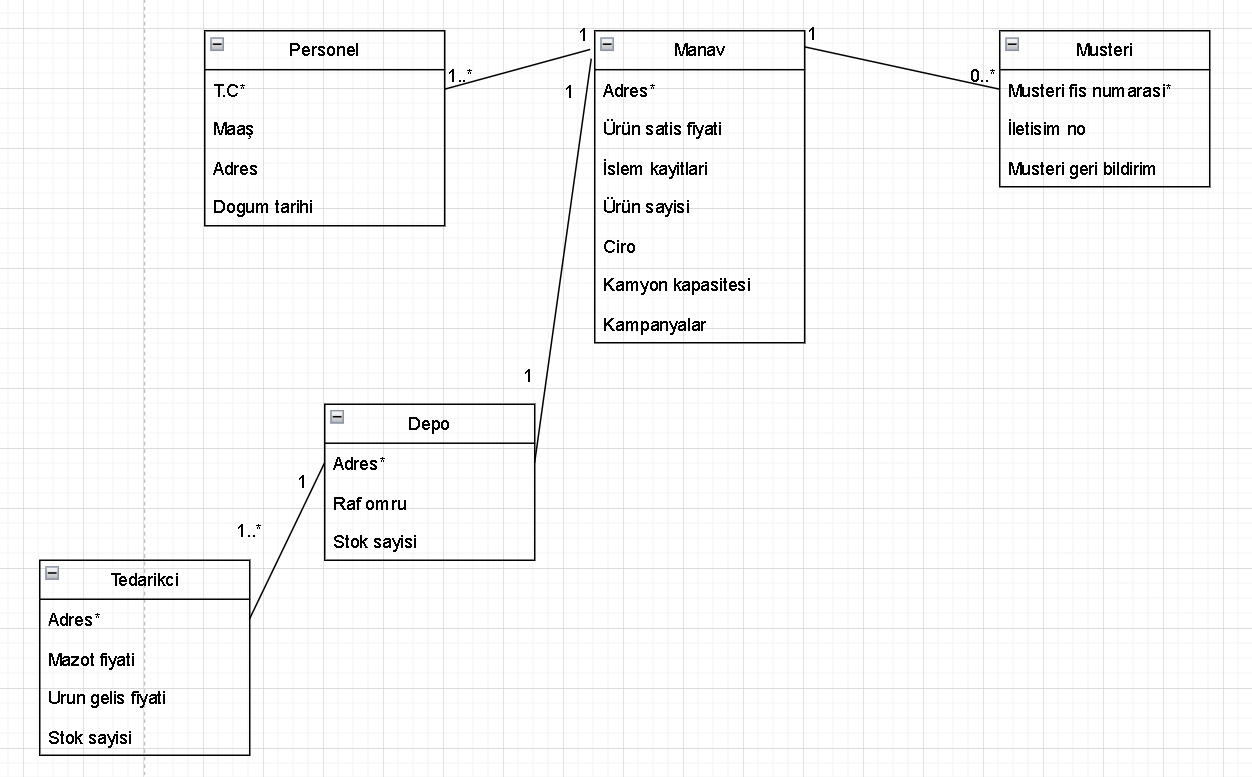 Personel
T.C*
Maaş
Adres
Dogum tarihi
1..*
1
Manav
Adres*
Ürün satis fiyati
İslem kayitlari
Ürün sayisi
Ciro
Kamyon kapasitesi
Kampanyalar
1
0..*
Musteri
Musteri fis numarasi*
İletisim no
Musteri geri bildirim
1
1
Depo
Adres*
Raf omru
Stok sayisi
1
1..*
Tedarikci
Adres*
Mazot fiyati
Urun gelis fiyati
Stok sayisi